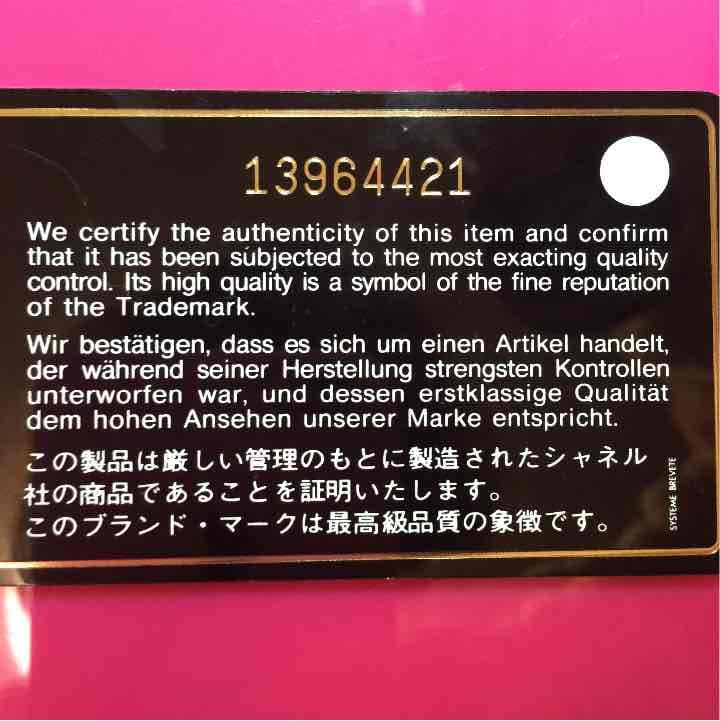 13964421
We certify the authenticity of this item and confirm
that it has been subjected to the most exacting quality
control. Its high quality is a symbol of the fine reputation
of the Trademark.
Wir bestätigen, dass es sich um einen Artikel handelt,
der während seiner Herstellung strengsten Kontrollen
unterworfen war, und dessen erstklassige Qualität
dem hohen Ansehen unserer Marke entspricht.
この製品は厳しい管理のもとに製造されたシャネル
社の商品であることを証明いたします。
このブランド・マークは最高級品質の象徴です。
SYSTEME BREVETE